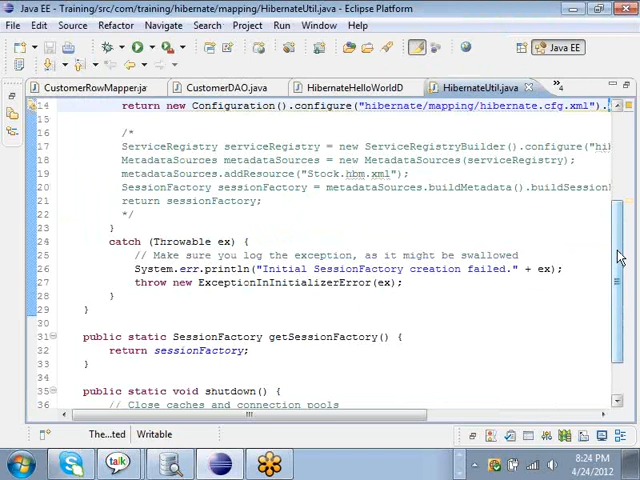 Java EE - Training/src/com/training/hibernate/mapping/HibernateUtil.java - Eclipse Platform
File Edit Source Refactor Navigate Search Project Run Window Help
Java EE
CustomerRowMapper.ja CustomerDAO.java HibernateHelloWorldD HibernateUtil.java 4
14 return new Configuration().configure("hibernate/mapping/hibernate.cfg.xml").
15
16 /*
17 ServiceRegistry serviceRegistry = new ServiceRegistryBuilder().configure("hi
18 MetadataSources metadataSources = new MetadataSources(serviceRegistry);
19 metadataSources.addResource("Stock.hbm.xml");
20 SessionFactory sessionFactory = metadataSources.buildMetadata().buildSession
21 return sessionFactory;
22 */
23 }
24 catch (Throwable ex) {
25 // Make sure you log the exception, as it might be swallowed
26 System.err.println("Initial SessionFactory creation failed." + ex);
27 throw new ExceptionInInitializerError(ex);
28 }
29 }
30
31 public static SessionFactory getSessionFactory() {
32 return sessionFactory;
33 }
34
35 public static void shutdown() {
36 // Close caches and connection pools
The...ted Writable
talk
8:24 PM
4/24/2012